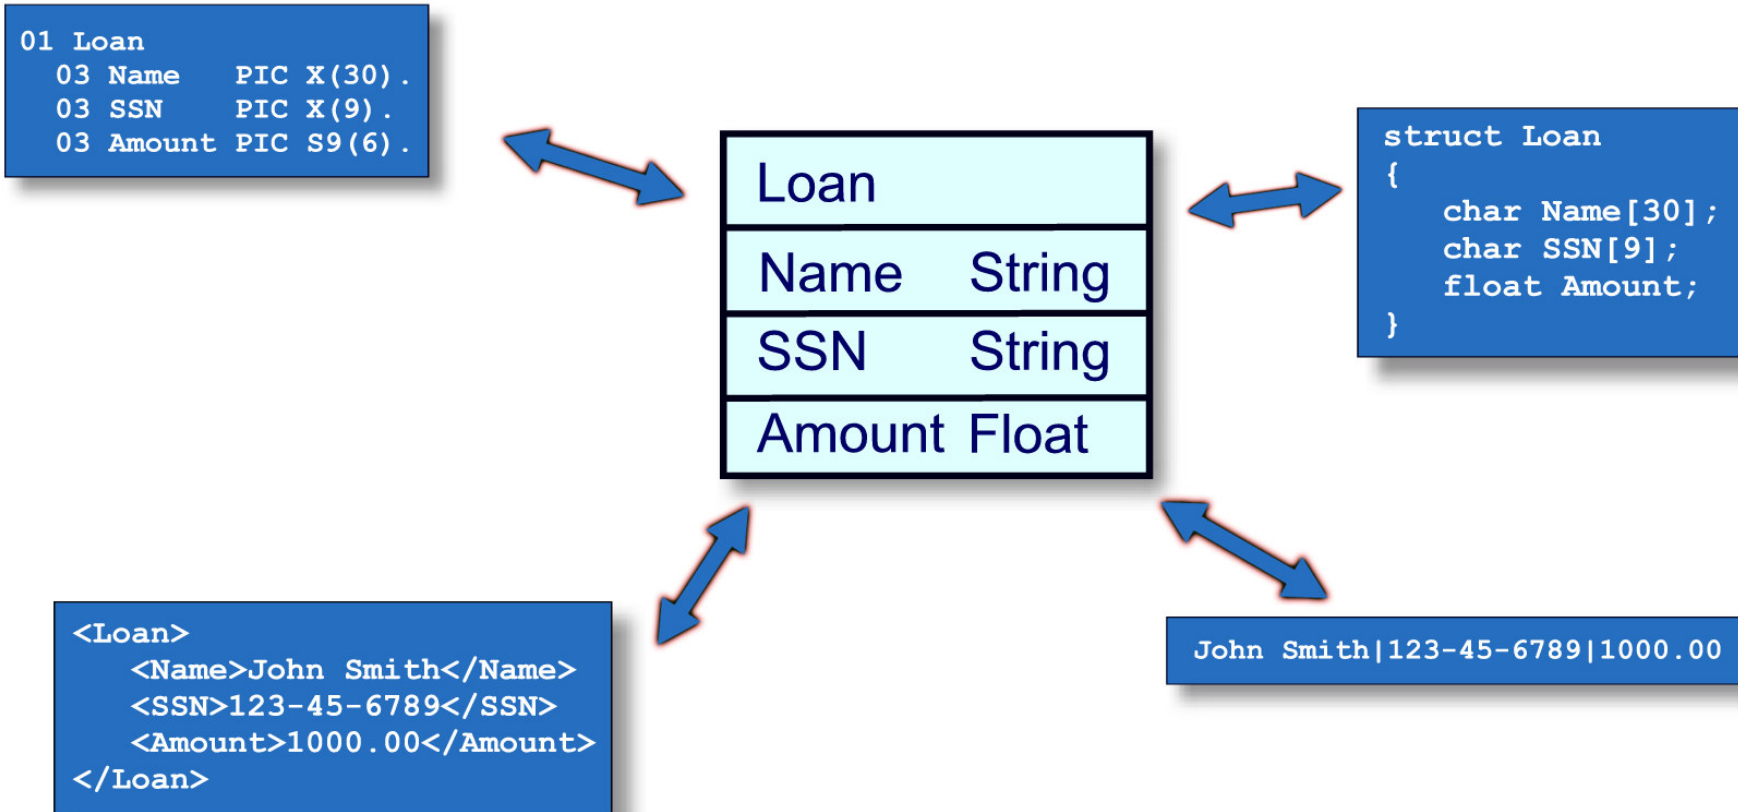 01 Loan
  03 Name   PIC X(30).
  03 SSN    PIC X(9).
  03 Amount PIC S9(6).
Loan
Name String
SSN String
Amount Float
struct Loan
{
   char Name[30];
   char SSN[9];
   float Amount;
}
<Loan>
   <Name>John Smith</Name>
   <SSN>123-45-6789</SSN>
   <Amount>1000.00</Amount>
</Loan>
John Smith|123-45-6789|1000.00